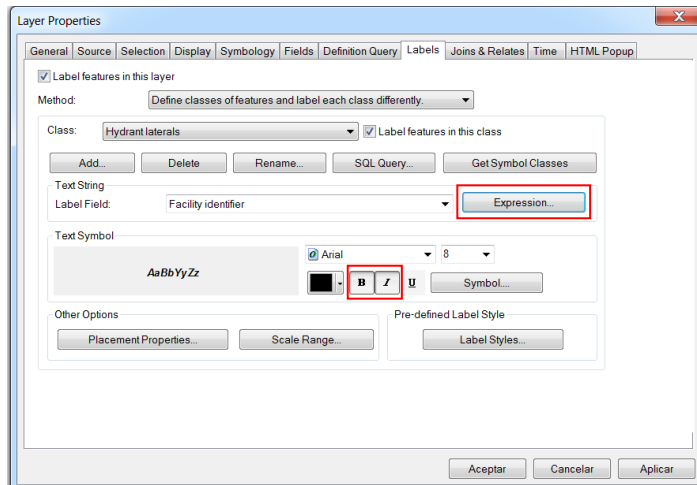 Layer Properties
X
General Source Selection Display Symbology Fields Definition Query Labels Joins & Relates Time HTML Popup
Label features in this layer
Method: Define classes of features and label each class differently.
Class: Hydrant laterals Label features in this class
Add... Delete Rename... SQL Query... Get Symbol Classes
Text String
Label Field: Facility identifier Expression...
Text Symbol
AaBbYyZz
Arial 8
B I U Symbol...
Other Options Pre-defined Label Style
Placement Properties... Scale Range... Label Styles...
Aceptar Cancelar Aplicar